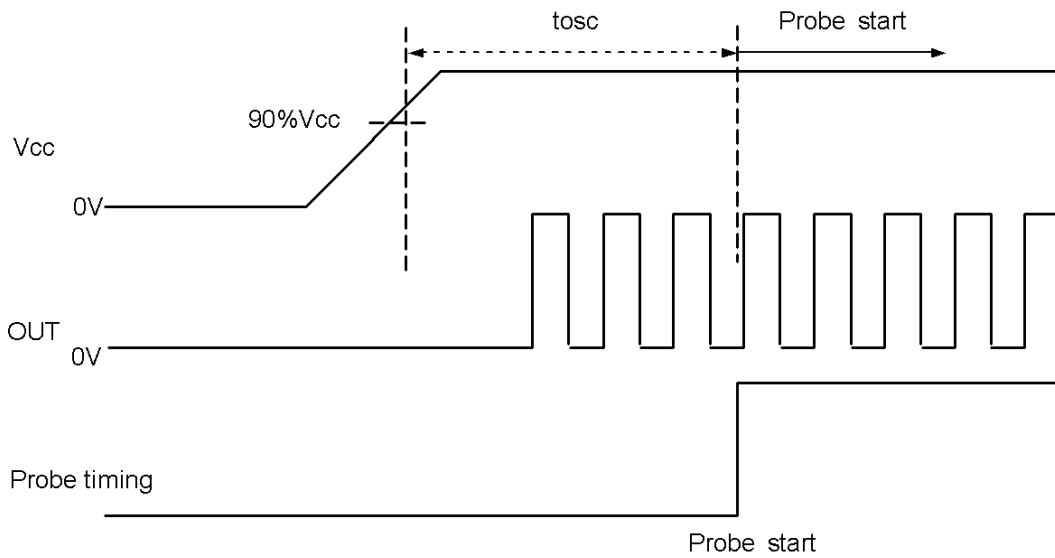 tosc
Probe start
90%Vcc
Vcc
0V
OUT
0V
Probe timing
Probe start